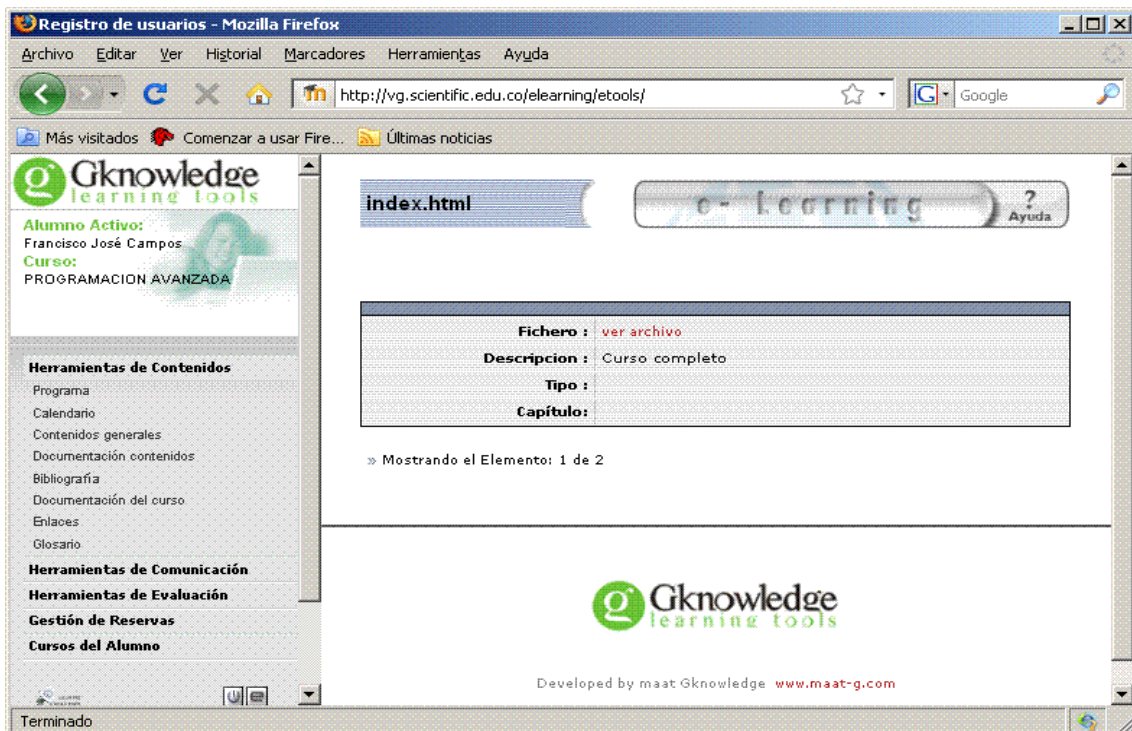 Registro de usuarios - Mozilla Firefox
Archivo Editar Ver Historial Marcadores Herramientas Ayuda
http://vg.scientific.edu.co/elearning/etools/
G Google
Más visitados Comenzar a usar Fire... Últimas noticias
g Gknowledge
learning tools
Alumno Activo:
Francisco José Campos
Curso:
PROGRAMACION AVANZADA
Herramientas de Contenidos
Programa
Calendario
Contenidos generales
Documentación contenidos
Bibliografía
Documentación del curso
Enlaces
Glosario
Herramientas de Comunicación
Herramientas de Evaluación
Gestión de Reservas
Cursos del Alumno
index.html
e-Learning
?
Ayuda
Fichero : ver archivo
Descripcion : Curso completo
Tipo :
Capítulo:
» Mostrando el Elemento: 1 de 2
g Gknowledge
learning tools
Developed by maat Gknowledge www.maat-g.com
Terminado